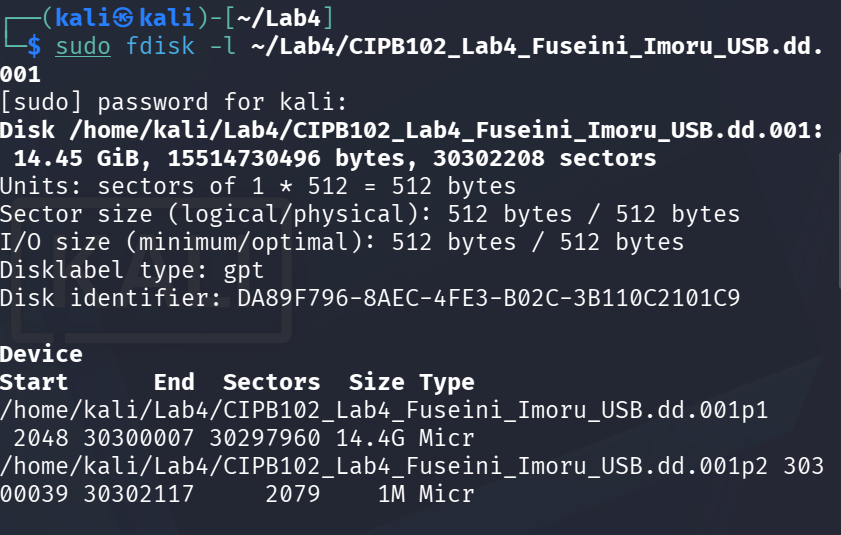 ┌──(kali㉿kali)-[~/Lab4]
└─$ sudo fdisk -l ~/Lab4/CIPB102_Lab4_Fuseini_Imoru_USB.dd.
001
[sudo] password for kali:
Disk /home/kali/Lab4/CIPB102_Lab4_Fuseini_Imoru_USB.dd.001:
 14.45 GiB, 15514730496 bytes, 30302208 sectors
Units: sectors of 1 * 512 = 512 bytes
Sector size (logical/physical): 512 bytes / 512 bytes
I/O size (minimum/optimal): 512 bytes / 512 bytes
Disklabel type: gpt
Disk identifier: DA89F796-8AEC-4FE3-B02C-3B110C2101C9
Device
Start      End  Sectors  Size Type
/home/kali/Lab4/CIPB102_Lab4_Fuseini_Imoru_USB.dd.001p1
 2048 30300007 30297960 14.4G Micr
/home/kali/Lab4/CIPB102_Lab4_Fuseini_Imoru_USB.dd.001p2 303
00039 30302117     2079    1M Micr
KALI